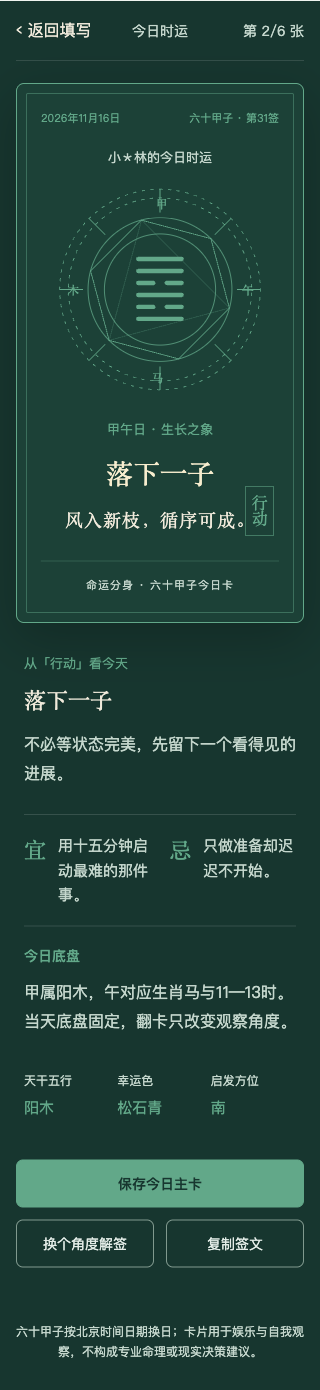 < 返回填写
今日时运
第 2/6 张
2026年11月16日
六十甲子 · 第31签
小＊林的今日时运
甲
木
午
马
甲午日 · 生长之象
落下一子
风入新枝，循序可成。
行动
命运分身 · 六十甲子今日卡
从「行动」看今天
落下一子
不必等状态完美，先留下一个看得见的
进展。
宜
用十五分钟启
动最难的那件
事。
忌
只做准备却迟
迟不开始。
今日底盘
甲属阳木，午对应生肖马与11—13时。
当天底盘固定，翻卡只改变观察角度。
天干五行
幸运色
启发方位
阳木
松石青
南
保存今日主卡
换个角度解签
复制签文
六十甲子按北京时间日期换日；卡片用于娱乐与自我观
察，不构成专业命理或现实决策建议。